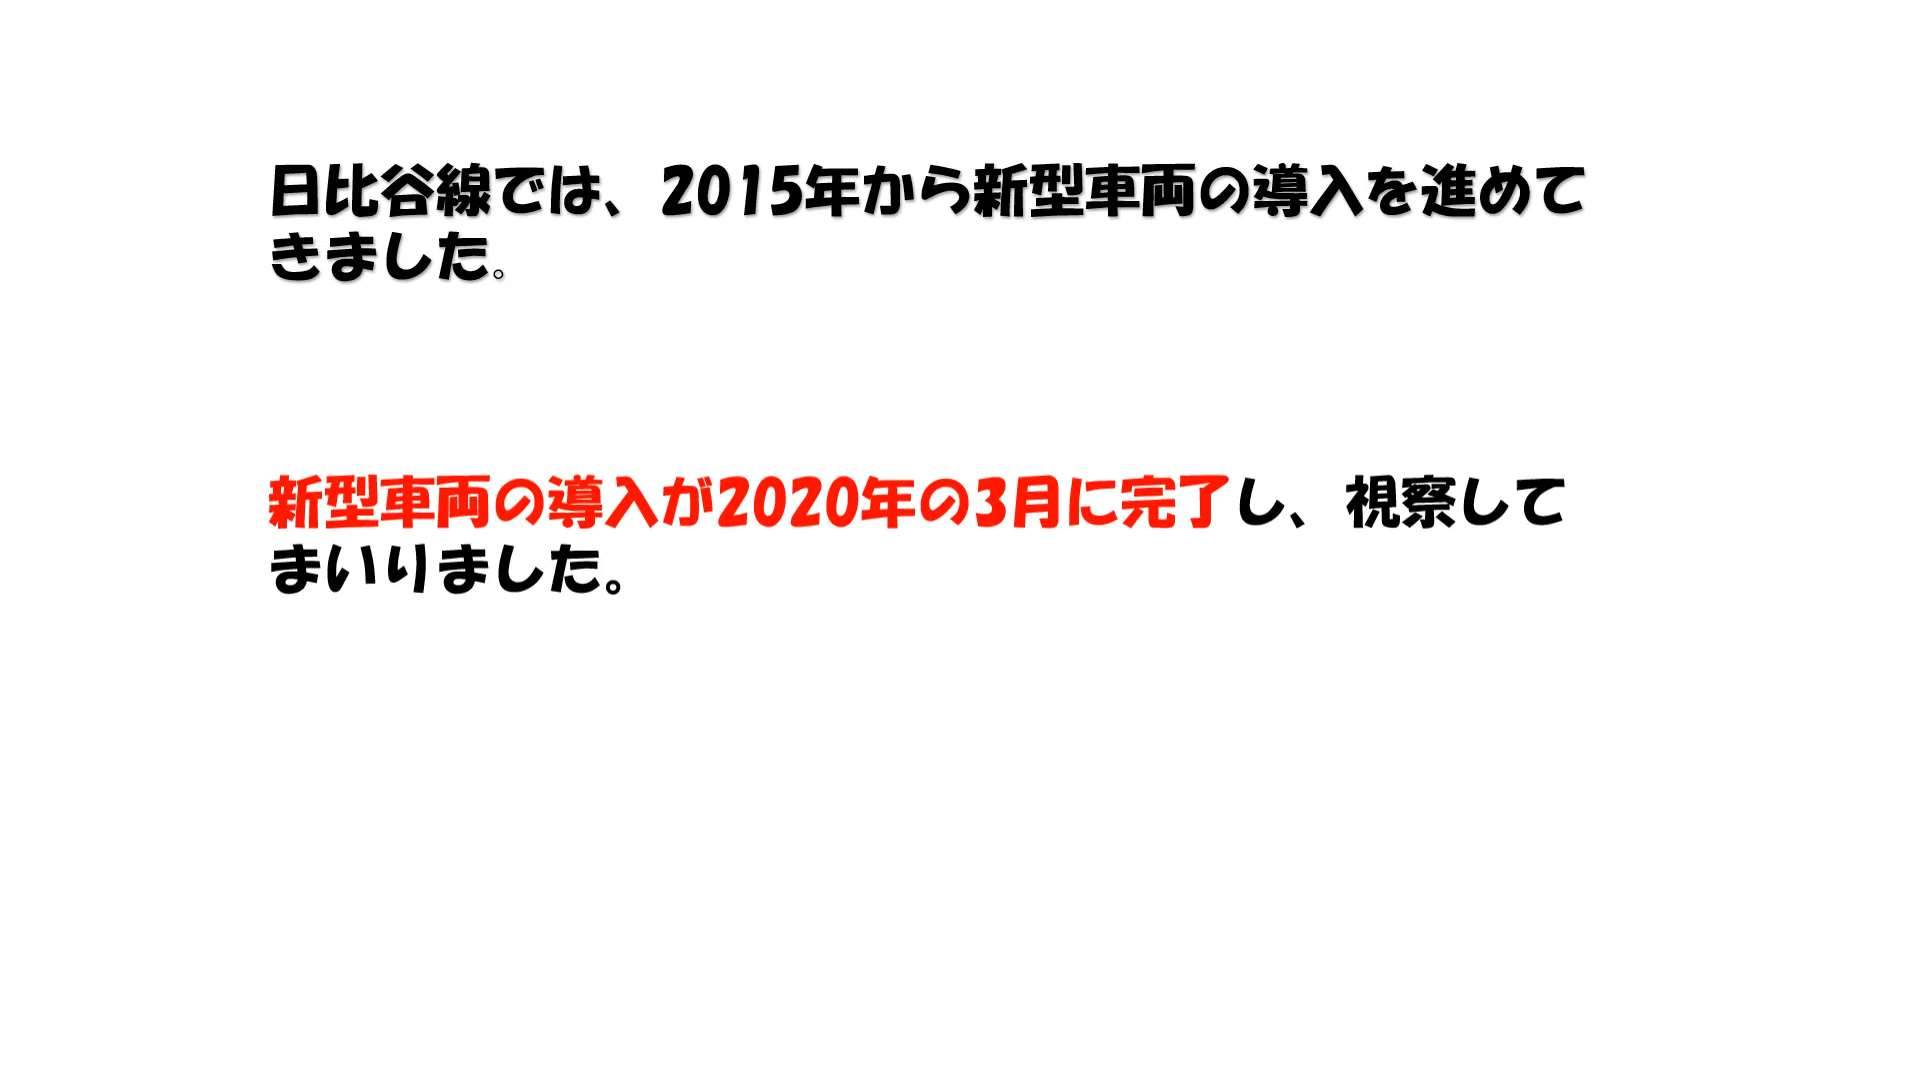 日比谷線では、2015年から新型車両の導入を進めて
きました。
新型車両の導入が2020年の3月に完了し、視察して
まいりました。